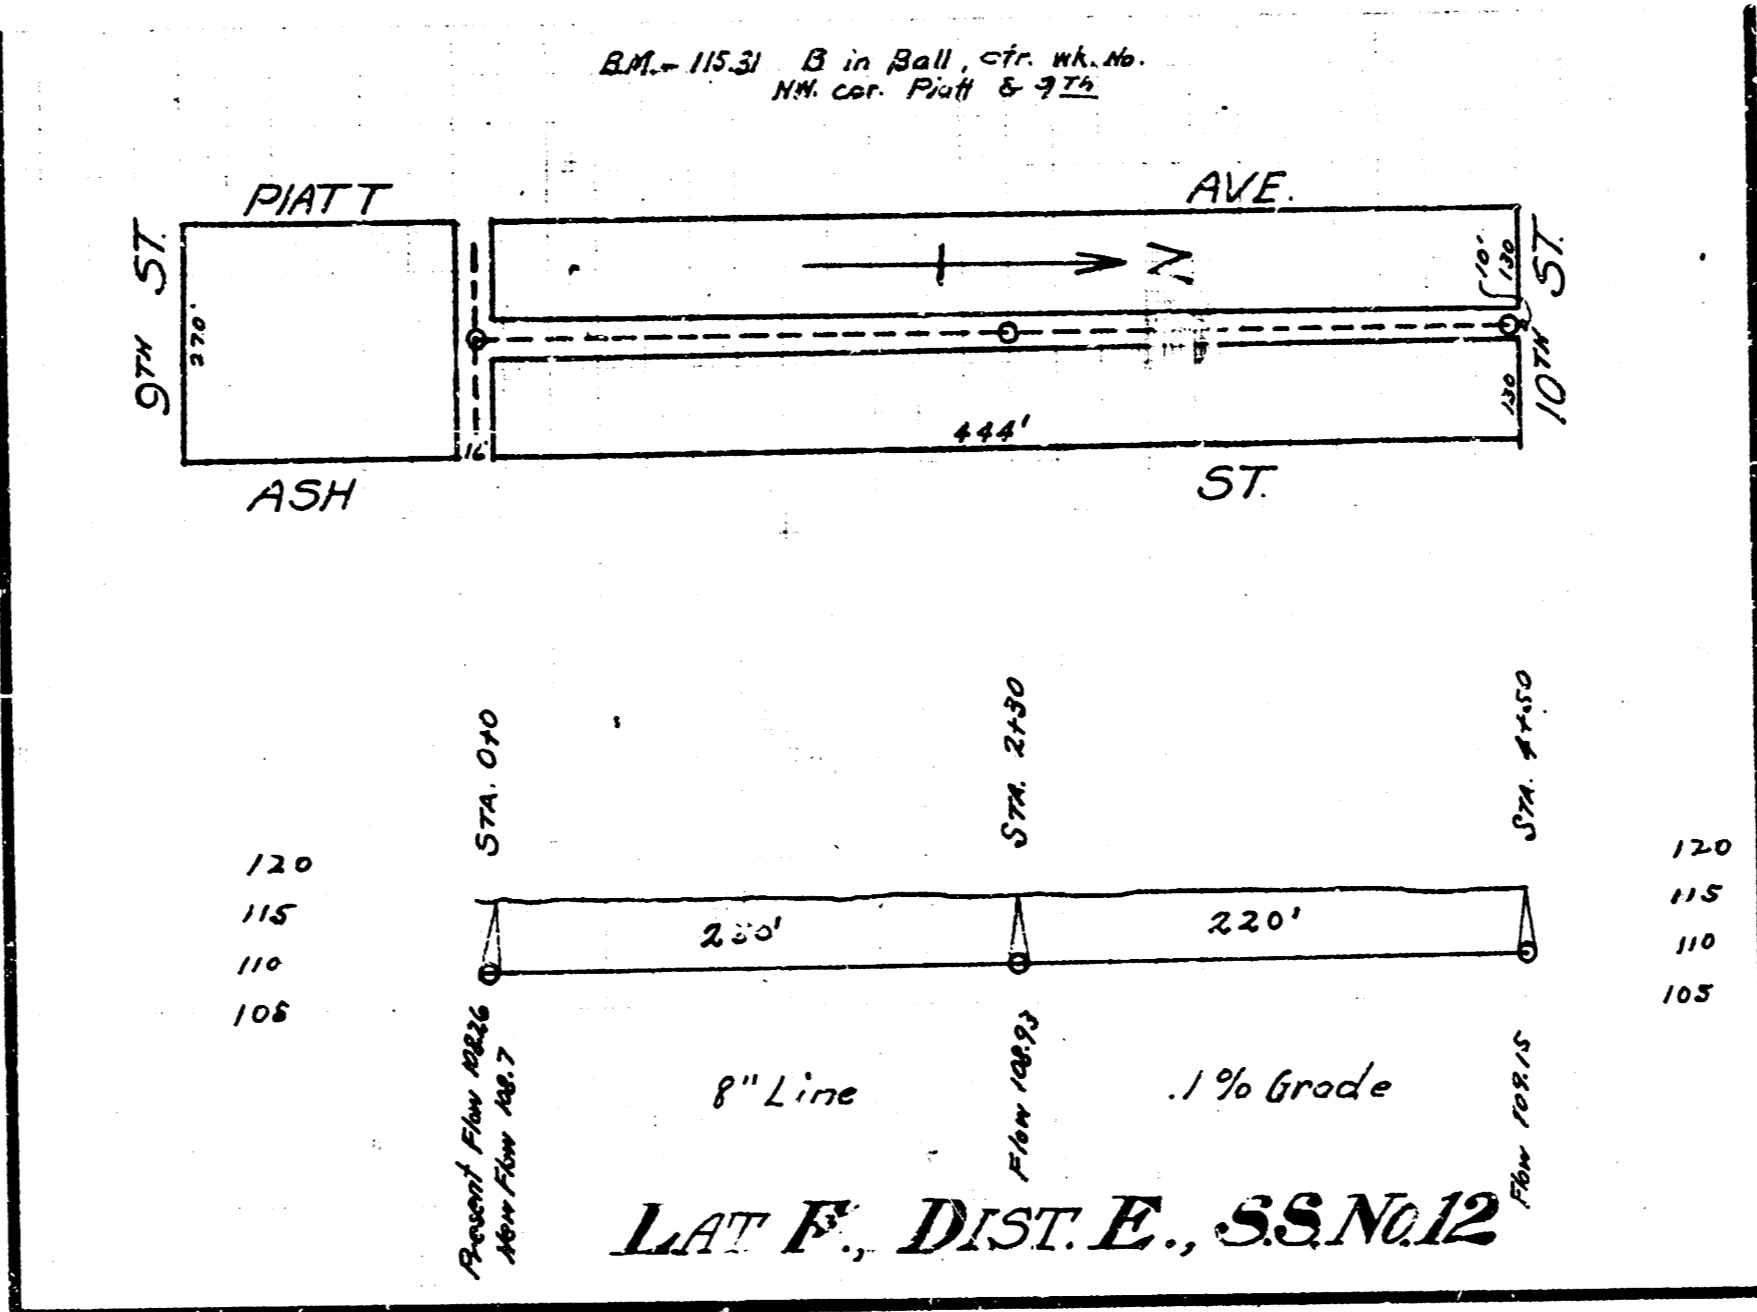 B.M. - 115.31 B in Ball, ctr. wk. No.
N.W. cor. Piatt & 9Th
PIATT AVE.
9TH ST.
270'
N
10'
130
130
10TH ST.
16'
444'
ASH ST.
STA. 0+0
STA. 2+30
STA. 4+50
120
115
110
105
120
115
110
105
230'
220'
Present Flow 108.26
New Flow 108.7
Flow 108.93
Flow 109.15
8" Line
.1% Grade
LAT F., DIST. E., S.S. No. 12